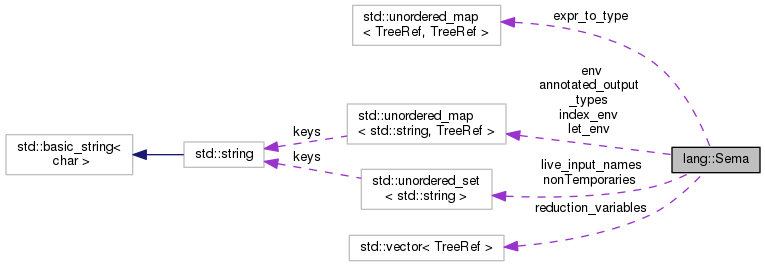 std::unordered_map
< TreeRef, TreeRef >
expr_to_type
env
annotated_output
_types
index_env
let_env
std::unordered_map
< std::string, TreeRef >
keys
std::basic_string<
char >
std::string
keys
lang::Sema
live_input_names
nonTemporaries
std::unordered_set
< std::string >
reduction_variables
std::vector< TreeRef >